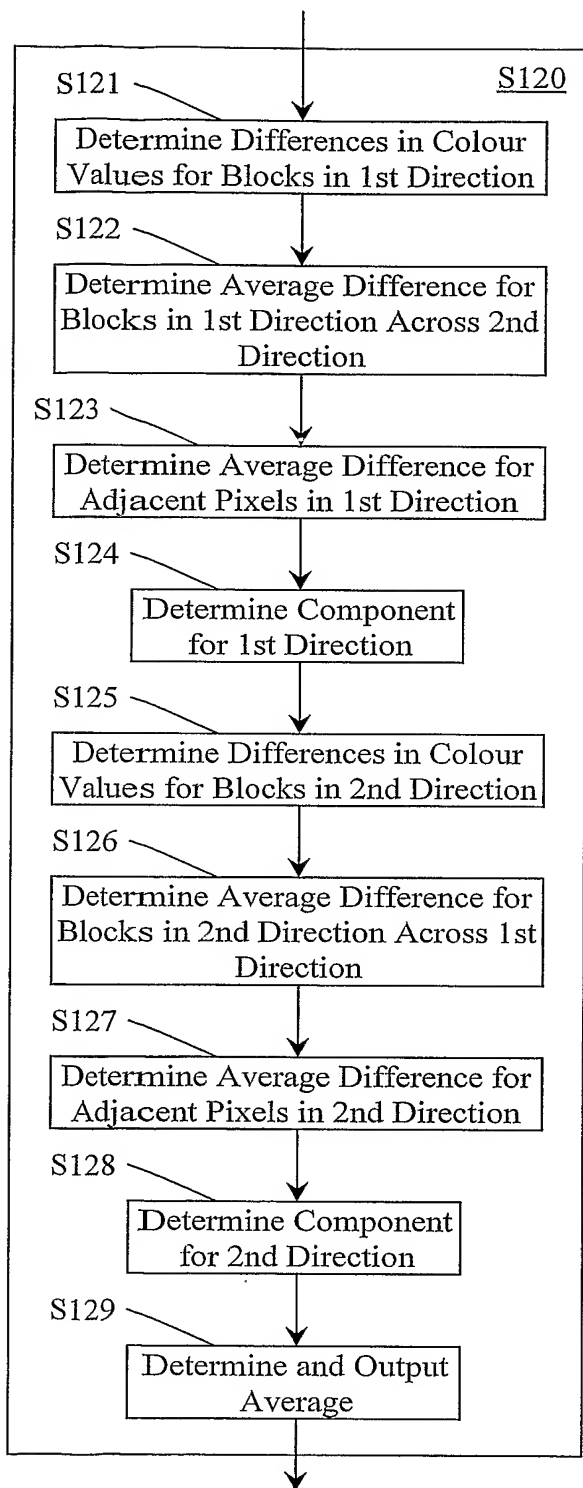 S120
S121
Determine Differences in Colour
Values for Blocks in 1st Direction
S122
Determine Average Difference for
Blocks in 1st Direction Across 2nd
Direction
S123
Determine Average Difference for
Adjacent Pixels in 1st Direction
S124
Determine Component
for 1st Direction
S125
Determine Differences in Colour
Values for Blocks in 2nd Direction
S126
Determine Average Difference for
Blocks in 2nd Direction Across 1st
Direction
S127
Determine Average Difference for
Adjacent Pixels in 2nd Direction
S128
Determine Component
for 2nd Direction
S129
Determine and Output
Average